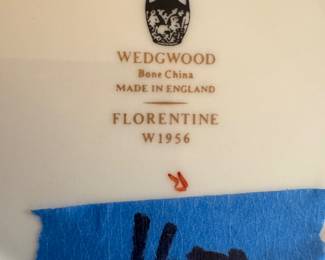 WEDGWOOD
Bone China
MADE IN ENGLAND
FLORENTINE
W1956